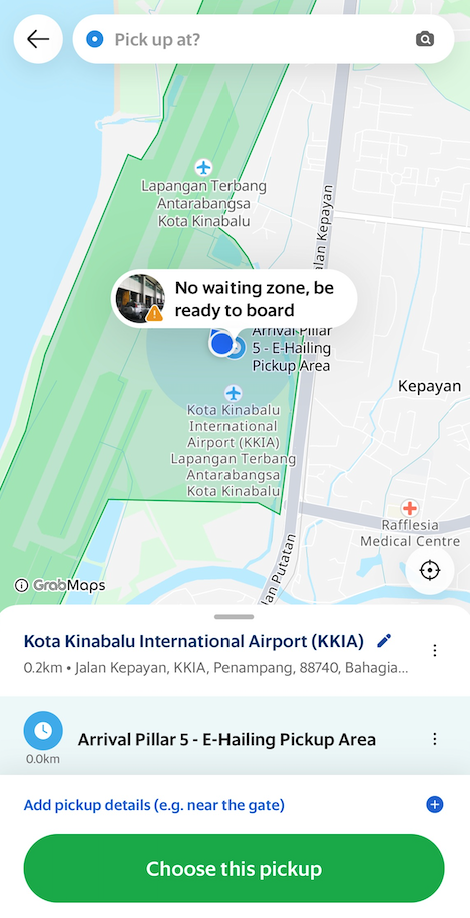 Pick up at?
Lapangan Terbang
Antarabangsa
Kota Kinabalu
Jalan Kepayan
No waiting zone, be
ready to board
Arrival Pillar
5 - E-Hailing
Pickup Area
Kepayan
Kota Kinabalu
International
Airport (KKIA)
Lapangan Terbang
Antarabangsa
Kota Kinabalu
Rafflesia
Medical Centre
lan Putatan
GrabMaps
Kota Kinabalu International Airport (KKIA)
0.2km • Jalan Kepayan, KKIA, Penampang, 88740, Bahagia...
Arrival Pillar 5 - E-Hailing Pickup Area
0.0km
Add pickup details (e.g. near the gate)
Choose this pickup